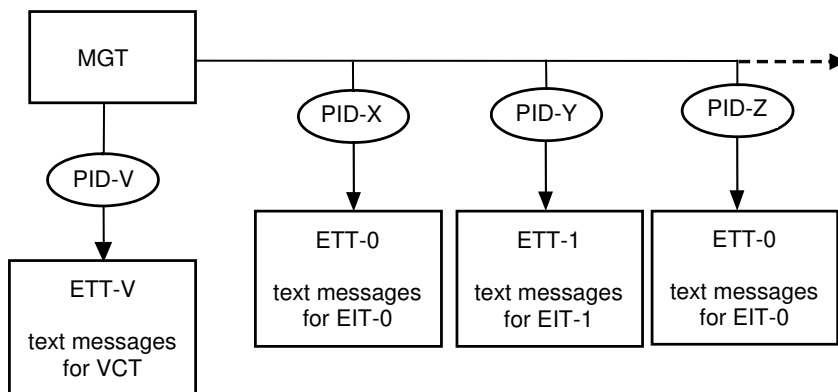 MGT
PID-X
PID-Y
PID-Z
PID-V
ETT-0
text messages
for EIT-0
ETT-1
text messages
for EIT-1
ETT-0
text messages
for EIT-0
ETT-V
text messages
for VCT